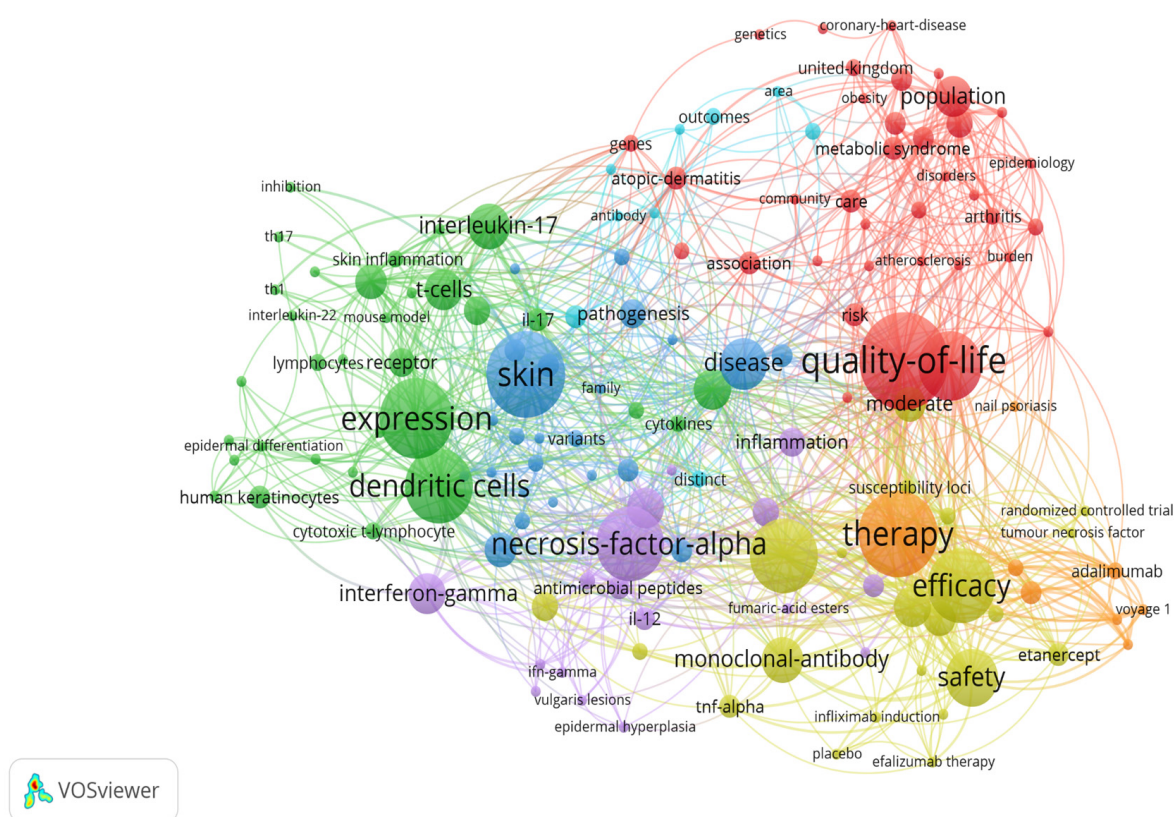 coronary-heart-disease
genetics
united-kingdom
area
obesity
population
outcomes
genes
metabolic syndrome
epidemiology
disorders
atopic-dermatitis
inhibition
community
care
antibody
arthritis
interleukin-17
th17
skin inflammation
association
atherosclerosis
burden
th1
t-cells
interleukin-22
mouse model
il-17
pathogenesis
risk
lymphocytes
receptor
disease
quality-of-life
skin
family
moderate
nail psoriasis
expression
cytokines
variants
inflammation
epidermal differentiation
distinct
dendritic cells
susceptibility loci
human keratinocytes
randomized controlled trial
cytotoxic t-lymphocyte
therapy
tumour necrosis factor
necrosis-factor-alpha
adalimumab
efficacy
antimicrobial peptides
interferon-gamma
fumaric-acid esters
voyage 1
il-12
etanercept
monoclonal-antibody
ifn-gamma
safety
vulgaris lesions
tnf-alpha
infliximab induction
epidermal hyperplasia
placebo
efalizumab therapy
VOSviewer